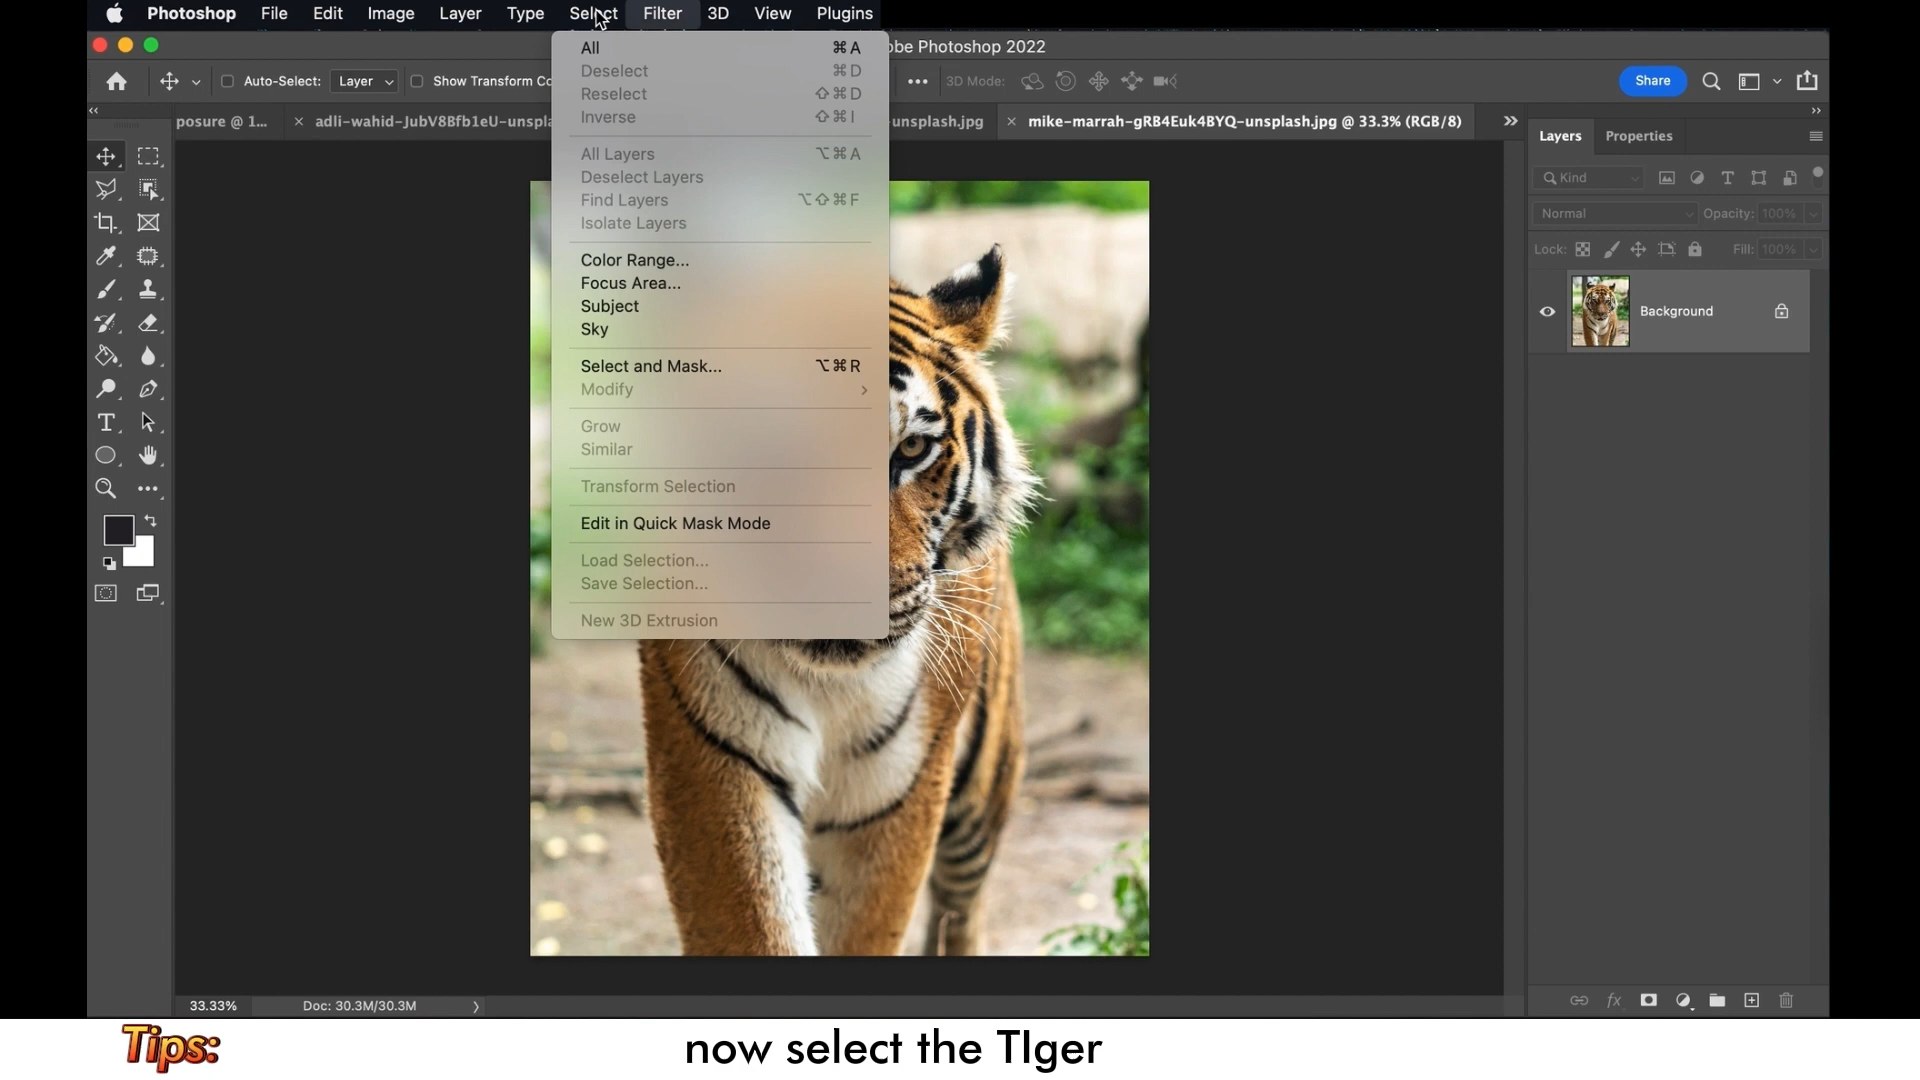 Photoshop File Edit Image Layer Type Select Filter 3D View Plugins
obe Photoshop 2022
Auto-Select: Layer Show Transform Co 3D Mode: Share
posure @ 1... × adli-wahid-JubV8Bfb1eU-unspla unsplash.jpg × mike-marrah-gRB4Euk4BYQ-unsplash.jpg @ 33.3% (RGB/8)
All ⌘A
Deselect ⌘D
Reselect ⇧⌘D
Inverse ⇧⌘I
All Layers ⌥⌘A
Deselect Layers
Find Layers ⌥⇧⌘F
Isolate Layers
Color Range...
Focus Area...
Subject
Sky
Select and Mask... ⌥⌘R
Modify
Grow
Similar
Transform Selection
Edit in Quick Mask Mode
Load Selection...
Save Selection...
New 3D Extrusion
Layers Properties
Kind
Normal Opacity: 100%
Lock: Fill: 100%
Background
33.33% Doc: 30.3M/30.3M
Tips: now select the TIger